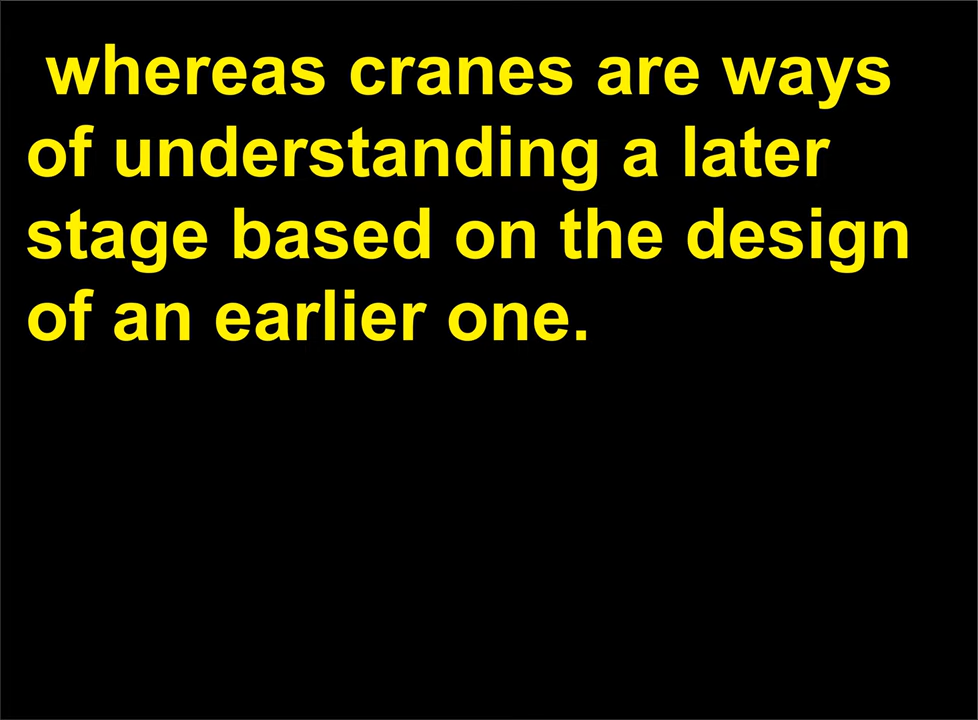 whereas cranes are ways
of understanding a later
stage based on the design
of an earlier one.